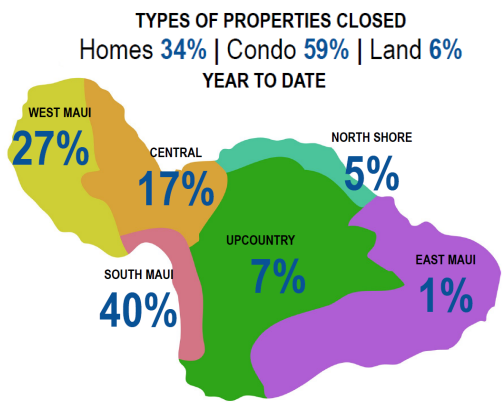 TYPES OF PROPERTIES CLOSED
Homes 34% | Condo 59% | Land 6%
YEAR TO DATE
WEST MAUI
27%
CENTRAL
17%
NORTH SHORE
5%
UPCOUNTRY
7%
EAST MAUI
1%
SOUTH MAUI
40%